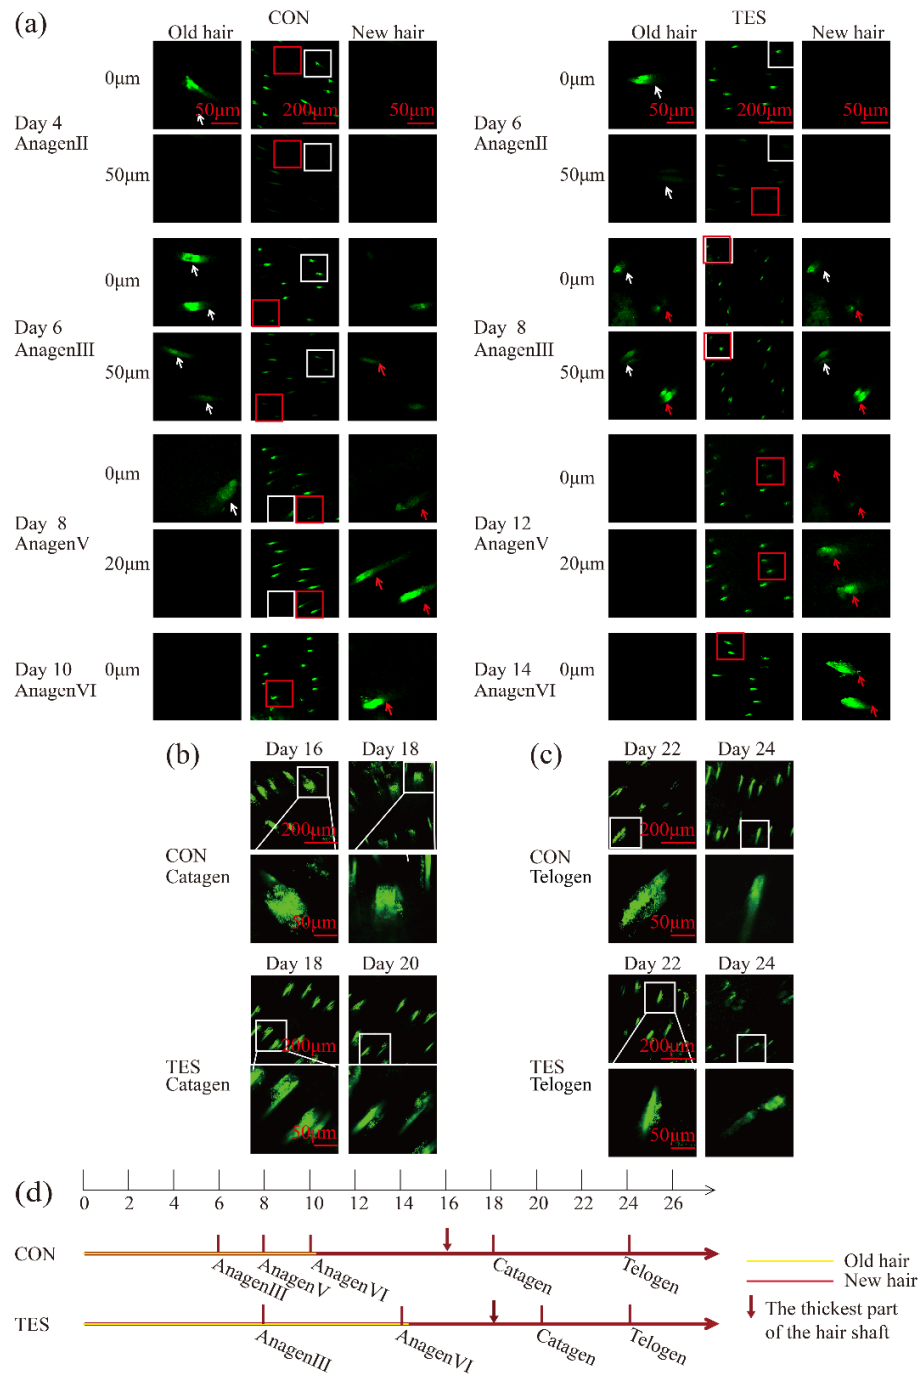 (a)
CON
Old hair
New hair
0μm
50μm
200μm
50μm
Day 4
AnagenII
50μm
0μm
Day 6
AnagenIII
50μm
0μm
Day 8
AnagenV
20μm
Day 10
AnagenVI
0μm
TES
Old hair
New hair
0μm
50μm
200μm
50μm
Day 6
AnagenII
50μm
0μm
Day 8
AnagenIII
50μm
0μm
Day 12
AnagenV
20μm
Day 14
AnagenVI
0μm
(b)
Day 16
Day 18
200μm
CON
Catagen
50μm
Day 18
Day 20
200μm
TES
Catagen
50μm
(c)
Day 22
Day 24
200μm
CON
Telogen
50μm
Day 22
Day 24
200μm
TES
Telogen
50μm
(d)
0 2 4 6 8 10 12 14 16 18 20 22 24 26
CON
AnagenIII
AnagenV
AnagenVI
Catagen
Telogen
TES
AnagenIII
AnagenVI
Catagen
Telogen
Old hair
New hair
The thickest part
of the hair shaft